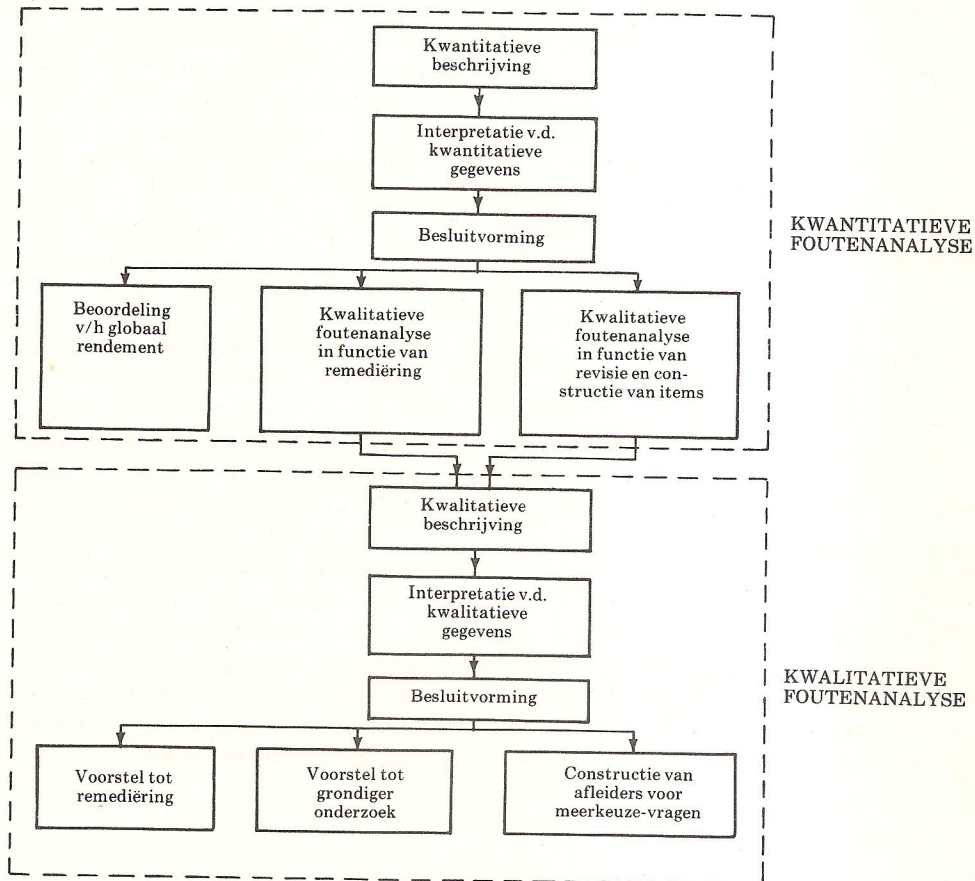 Kwantitatieve
beschrijving
Interpretatie v.d.
kwantitatieve
gegevens
Besluitvorming
KWANTITATIEVE
FOUTENANALYSE
Beoordeling
v/h globaal
rendement
Kwalitatieve
foutenanalyse
in functie van
remediëring
Kwalitatieve
foutenanalyse
in functie van
revisie en con-
structie van items
Kwalitatieve
beschrijving
Interpretatie v.d.
kwalitatieve
gegevens
Besluitvorming
KWALITATIEVE
FOUTENANALYSE
Voorstel tot
remediëring
Voorstel tot
grondiger
onderzoek
Constructie van
afleiders voor
meerkeuze-vragen